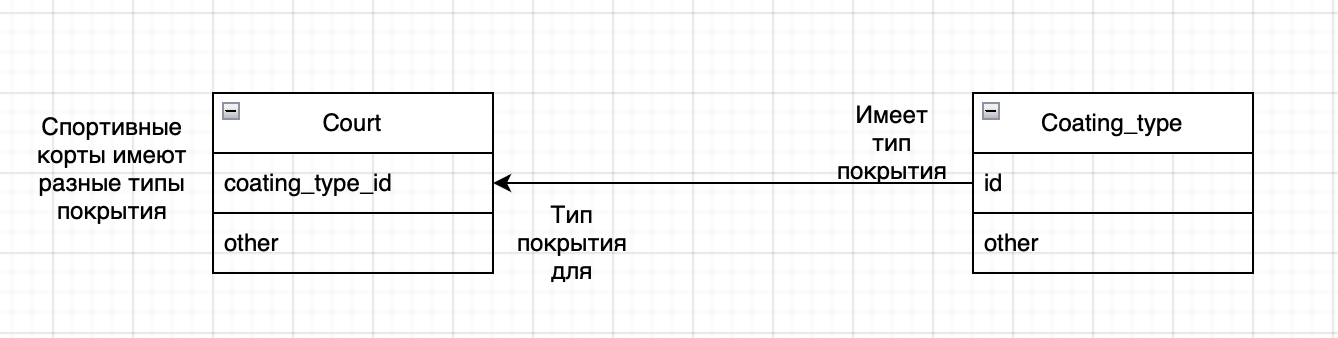 Спортивные
корты имеют
разные типы
покрытия
Court
coating_type_id
other
Тип
покрытия
для
Имеет
тип
покрытия
Coating_type
id
other